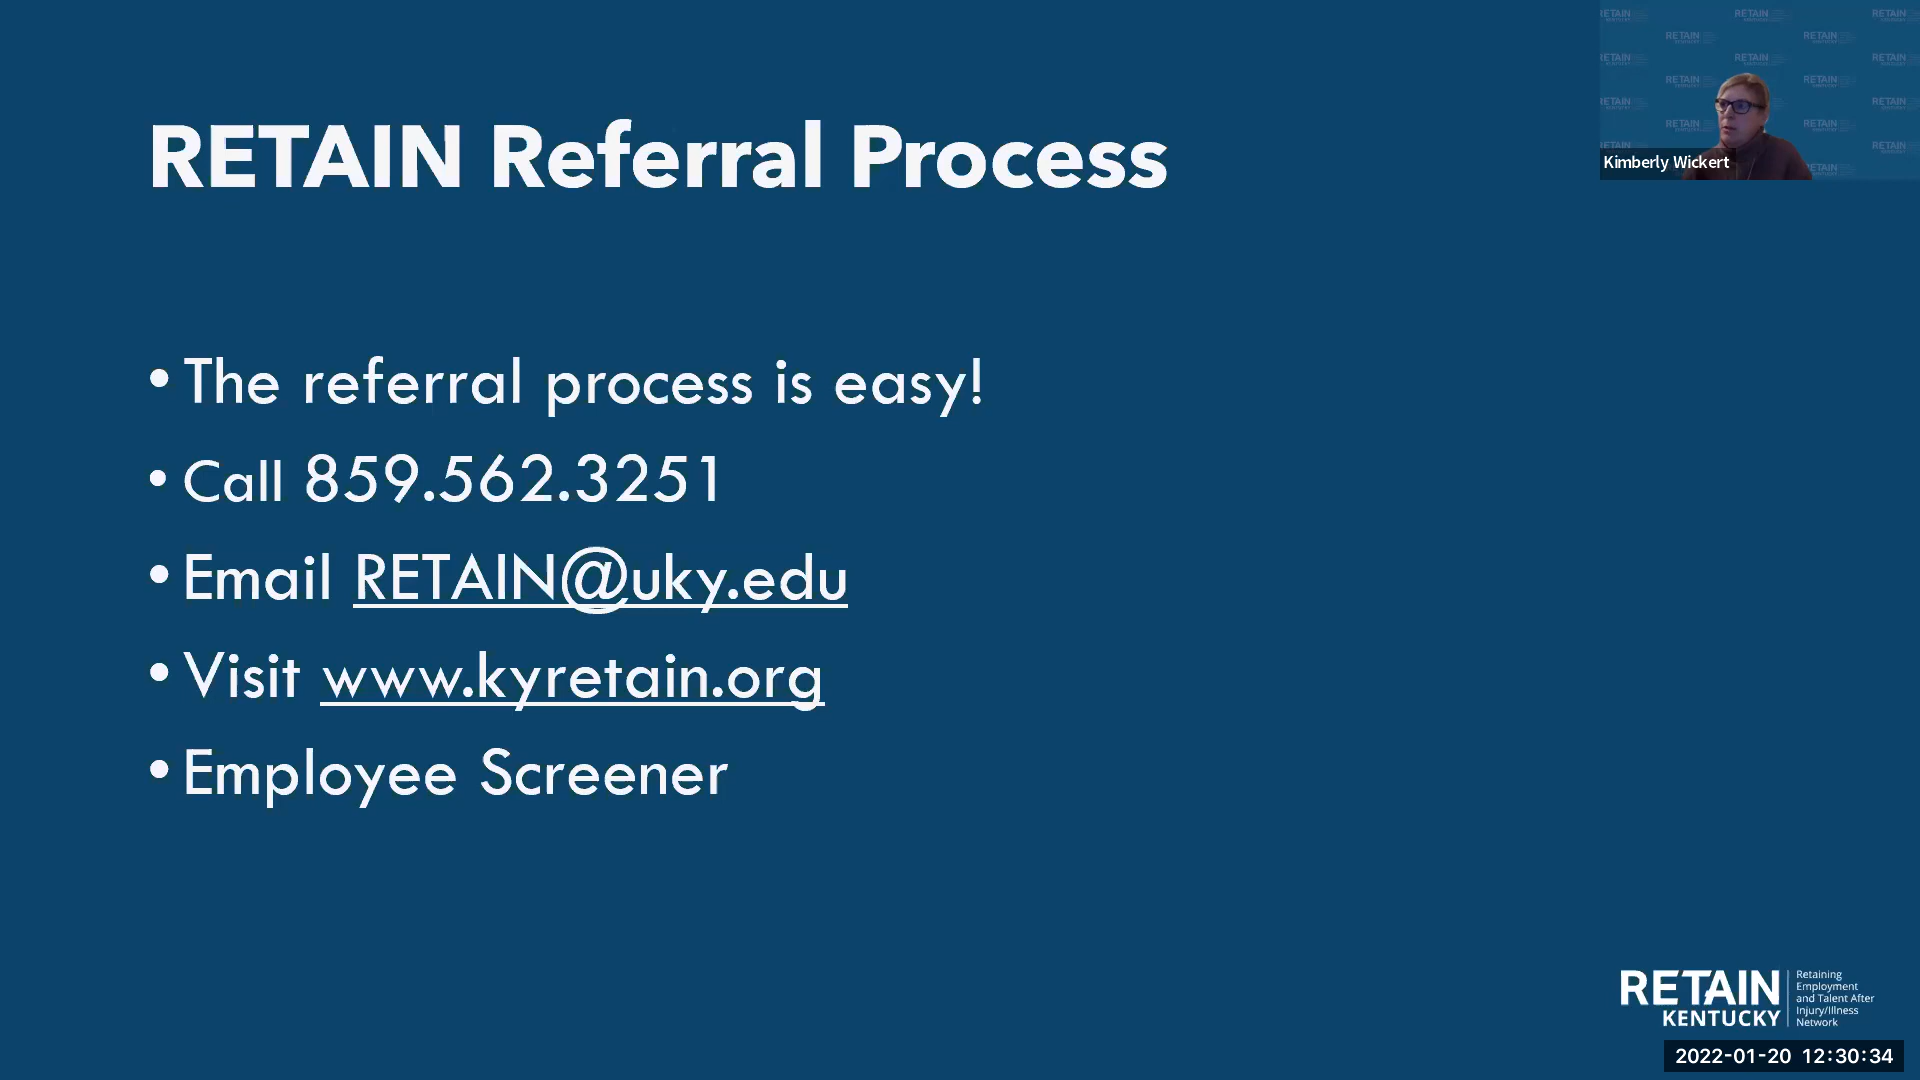 RETAIN Referral Process
Kimberly Wickert
• The referral process is easy!
• Call 859.562.3251
• Email RETAIN@uky.edu
• Visit www.kyretain.org
• Employee Screener
RETAIN
KENTUCKY
Retaining
Employment
and Talent After
Injury/Illness
Network
2022-01-20 12:30:34